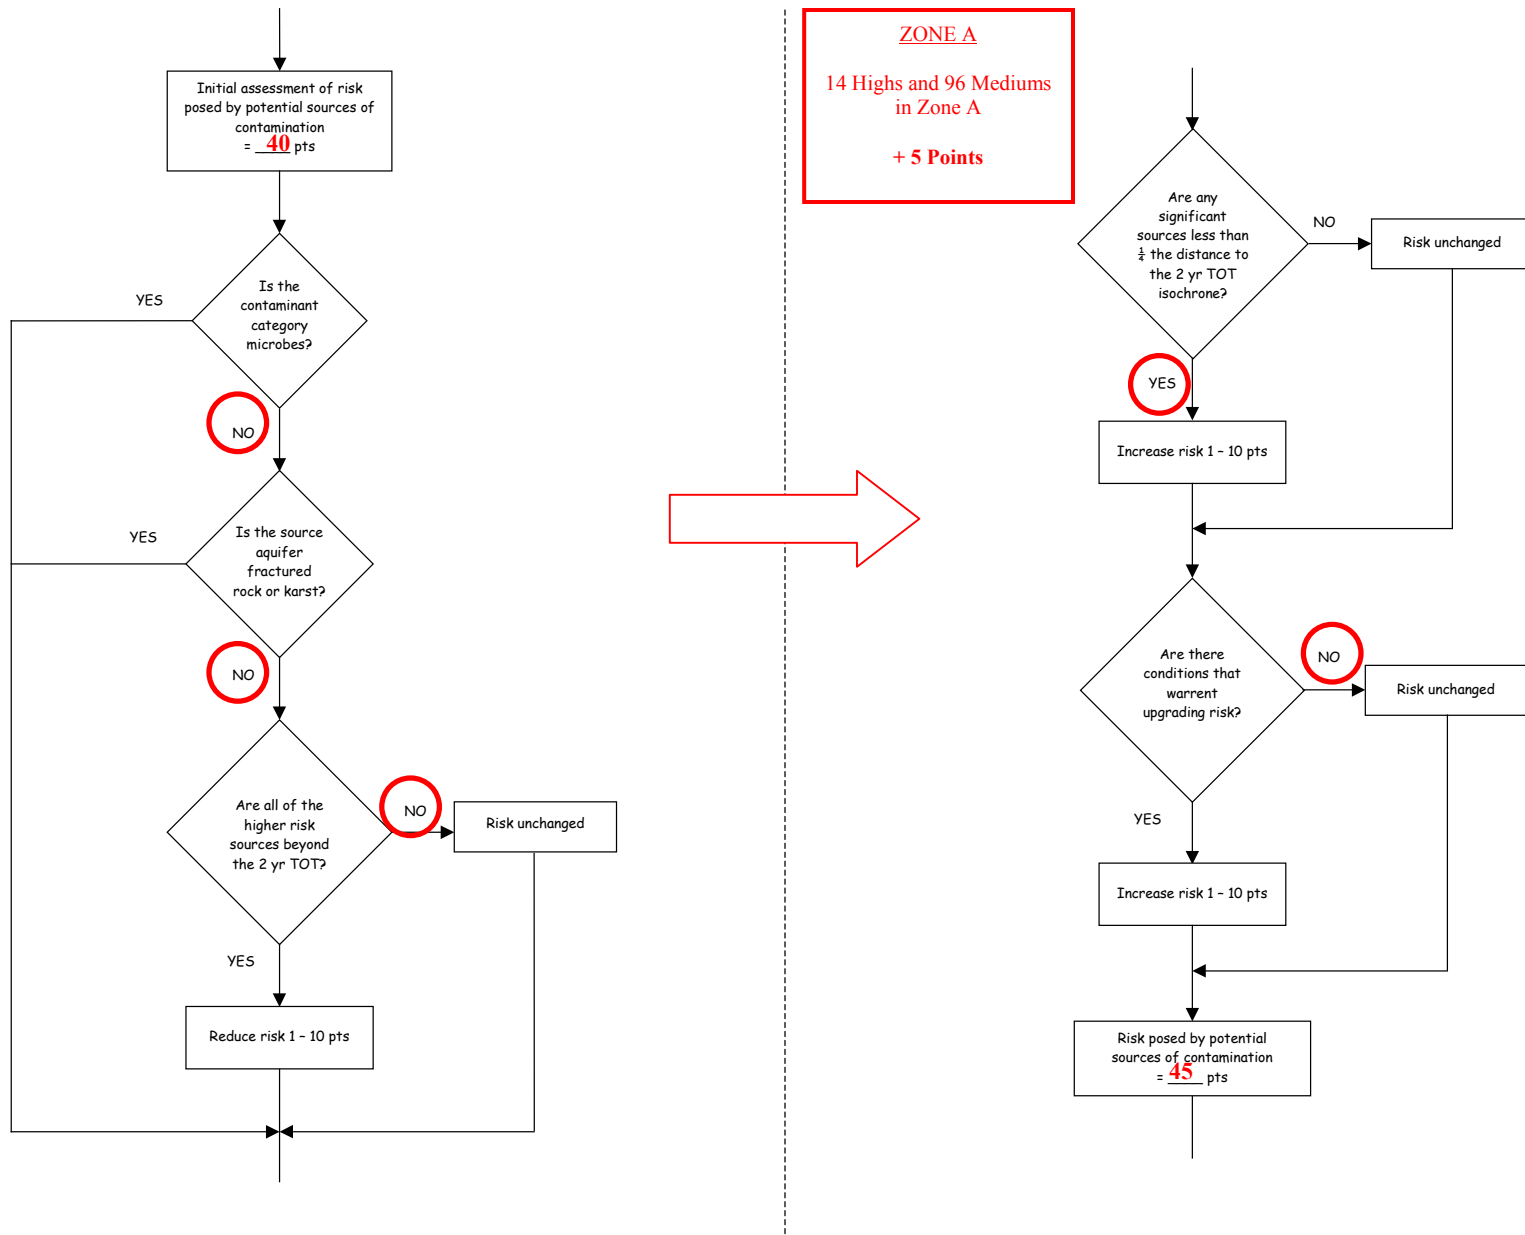 Initial assessment of risk
posed by potential sources of
contamination
= 40 pts
Is the
contaminant
category
microbes?
YES
NO
Is the source
aquifer
fractured
rock or karst?
YES
NO
Are all of the
higher risk
sources beyond
the 2 yr TOT?
NO
Risk unchanged
YES
Reduce risk 1 – 10 pts
ZONE A
14 Highs and 96 Mediums
in Zone A
+ 5 Points
Are any
significant
sources less than
¼ the distance to
the 2 yr TOT
isochrone?
NO
Risk unchanged
YES
Increase risk 1 – 10 pts
Are there
conditions that
warrent
upgrading risk?
NO
Risk unchanged
YES
Increase risk 1 – 10 pts
Risk posed by potential
sources of contamination
= 45 pts